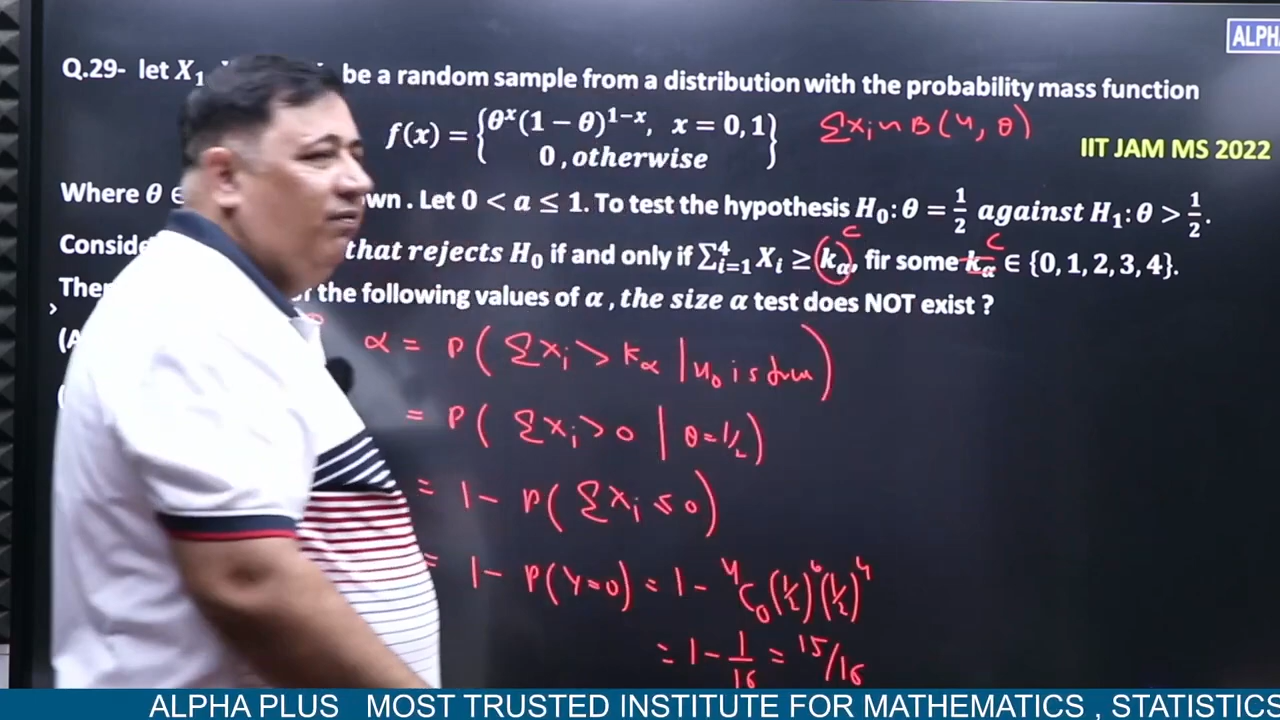 ALPH
Q.29- let X₁ be a random sample from a distribution with the probability mass function
f(x) = {θˣ(1 − θ)¹⁻ˣ, x = 0, 1}
0 , otherwise
Σxᵢ ~ B(4, θ)
IIT JAM MS 2022
Where θ ∈ wn . Let 0 < a ≤ 1. To test the hypothesis H₀: θ = 1/2 against H₁: θ > 1/2.
C C
Conside that rejects H₀ if and only if Σ⁴ᵢ₌₁ Xᵢ ≥ kα, fir some kα ∈ {0, 1, 2, 3, 4}.
Then the following values of α , the size α test does NOT exist ?
(A
α = P( Σxᵢ > kα | H₀ is true )
= P( Σxᵢ > 0 | θ = 1/2 )
= 1 − P( Σxᵢ ≤ 0 )
= 1 − P(Y=0) = 1 − ⁴C₀ (1/2)⁰ (1/2)⁴
= 1 − 1/16 = 15/16
ALPHA PLUS MOST TRUSTED INSTITUTE FOR MATHEMATICS , STATISTICS